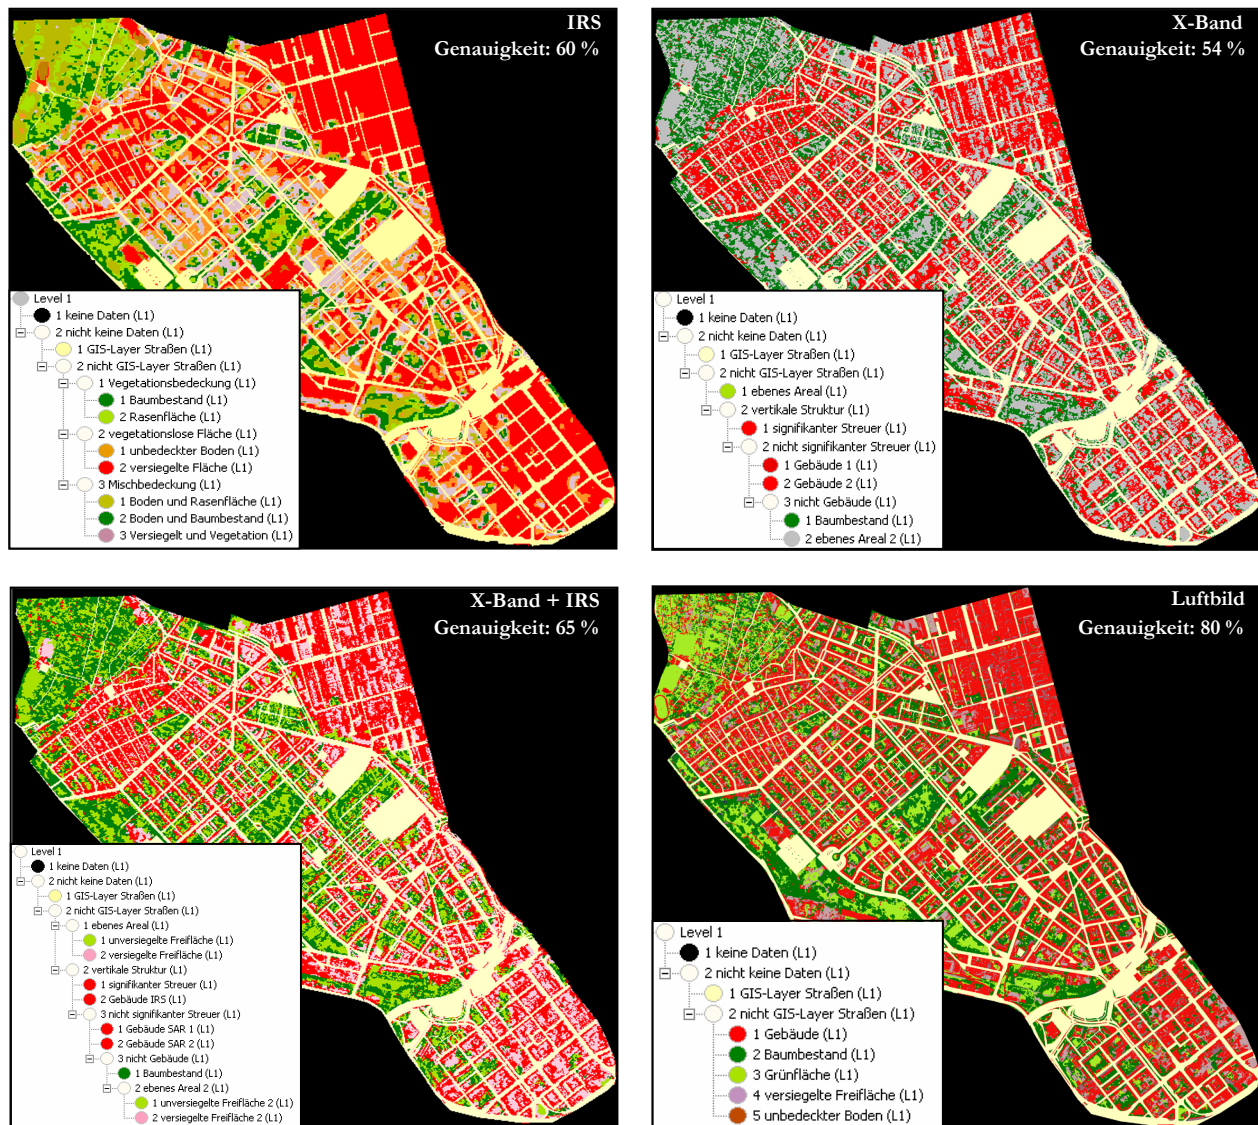 IRS
Genauigkeit: 60 %
Level 1
1 keine Daten (L1)
2 nicht keine Daten (L1)
1 GIS-Layer Straßen (L1)
2 nicht GIS-Layer Straßen (L1)
1 Vegetationsbedeckung (L1)
1 Baumbestand (L1)
2 Rasenfläche (L1)
2 vegetationslose Fläche (L1)
1 unbedeckter Boden (L1)
2 versiegelte Fläche (L1)
3 Mischbedeckung (L1)
1 Boden und Rasenfläche (L1)
2 Boden und Baumbestand (L1)
3 Versiegelt und Vegetation (L1)
X-Band
Genauigkeit: 54 %
Level 1
1 keine Daten (L1)
2 nicht keine Daten (L1)
1 GIS-Layer Straßen (L1)
2 nicht GIS-Layer Straßen (L1)
1 ebenes Areal (L1)
2 vertikale Struktur (L1)
1 signifikanter Streuer (L1)
2 nicht signifikanter Streuer (L1)
1 Gebäude 1 (L1)
2 Gebäude 2 (L1)
3 nicht Gebäude (L1)
1 Baumbestand (L1)
2 ebenes Areal 2 (L1)
X-Band + IRS
Genauigkeit: 65 %
Level 1
1 keine Daten (L1)
2 nicht keine Daten (L1)
1 GIS-Layer Straßen (L1)
2 nicht GIS-Layer Straßen (L1)
1 ebenes Areal (L1)
1 unversiegelte Freifläche (L1)
2 versiegelte Freifläche (L1)
2 vertikale Struktur (L1)
1 signifikanter Streuer (L1)
2 Gebäude IRS (L1)
3 nicht signifikanter Streuer (L1)
1 Gebäude SAR 1 (L1)
2 Gebäude SAR 2 (L1)
3 nicht Gebäude (L1)
1 Baumbestand (L1)
2 ebenes Areal 2 (L1)
1 unversiegelte Freifläche 2 (L1)
2 versiegelte Freifläche 2 (L1)
Luftbild
Genauigkeit: 80 %
Level 1
1 keine Daten (L1)
2 nicht keine Daten (L1)
1 GIS-Layer Straßen (L1)
2 nicht GIS-Layer Straßen (L1)
1 Gebäude (L1)
2 Baumbestand (L1)
3 Grünfläche (L1)
4 versiegelte Freifläche (L1)
5 unbedeckter Boden (L1)